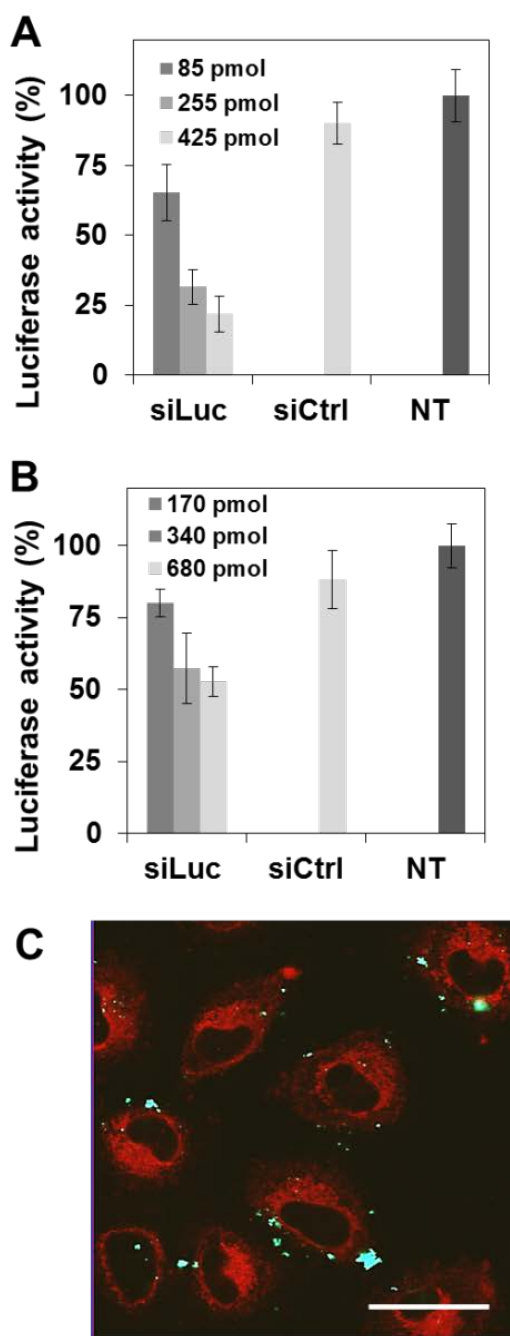 A
Luciferase activity (%)
100
75
50
25
0
85 pmol
255 pmol
425 pmol
siLuc siCtrl NT
B
Luciferase activity (%)
100
75
50
25
0
170 pmol
340 pmol
680 pmol
siLuc siCtrl NT
C